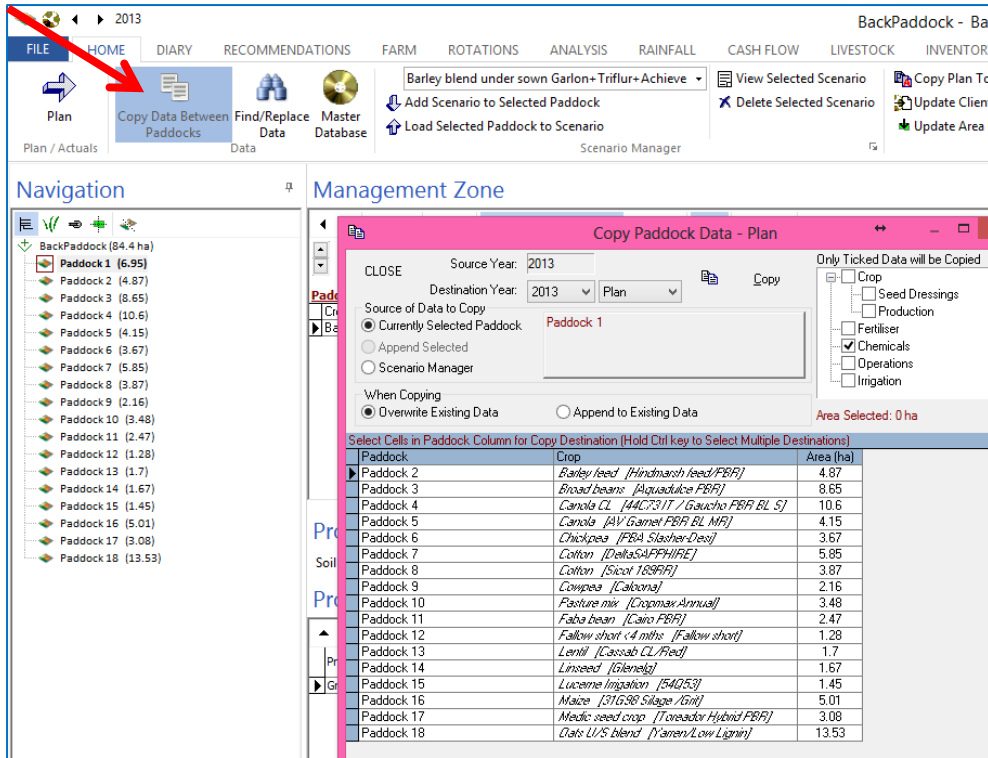 2013
BackPaddock - Ba
FILE HOME DIARY RECOMMENDATIONS FARM ROTATIONS ANALYSIS RAINFALL CASH FLOW LIVESTOCK INVENTOR
Plan
Copy Data Between Paddocks
Find/Replace Data
Master Database
Barley blend under sown Garlon+Triflur+Achieve
Add Scenario to Selected Paddock
Load Selected Paddock to Scenario
View Selected Scenario
Delete Selected Scenario
Copy Plan To
Update Clien
Update Area
Plan / Actuals
Data
Scenario Manager
Navigation
BackPaddock (84.4 ha)
Paddock 1 (6.95)
Paddock 2 (4.87)
Paddock 3 (8.65)
Paddock 4 (10.6)
Paddock 5 (4.15)
Paddock 6 (3.67)
Paddock 7 (5.85)
Paddock 8 (3.87)
Paddock 9 (2.16)
Paddock 10 (3.48)
Paddock 11 (2.47)
Paddock 12 (1.28)
Paddock 13 (1.7)
Paddock 14 (1.67)
Paddock 15 (1.45)
Paddock 16 (5.01)
Paddock 17 (3.08)
Paddock 18 (13.53)
Management Zone
Padd
Cr
Ba
Pro
Soil
Pro
Pr
Gr
Copy Paddock Data - Plan
CLOSE
Source Year: 2013
Destination Year: 2013 Plan
Copy
Source of Data to Copy
Currently Selected Paddock
Append Selected
Scenario Manager
Paddock 1
When Copying
Overwrite Existing Data Append to Existing Data
Only Ticked Data will be Copied
Crop
Seed Dressings
Production
Fertiliser
Chemicals
Operations
Irrigation
Area Selected: 0 ha
Select Cells in Paddock Column for Copy Destination (Hold Ctrl key to Select Multiple Destinations)
Paddock Crop Area (ha)
Paddock 2 Barley feed [Hindmarsh feed/PBR] 4.87
Paddock 3 Broad beans [Aquadulce PBR] 8.65
Paddock 4 Canola CL [44C73 IT / Gaucho PBR BL S] 10.6
Paddock 5 Canola [AV Garnet PBR BL MR] 4.15
Paddock 6 Chickpea [PBA Slasher-Desi] 3.67
Paddock 7 Cotton [DeltaSAPPHIRE] 5.85
Paddock 8 Cotton [Sicot 189RR] 3.87
Paddock 9 Cowpea [Caloona] 2.16
Paddock 10 Pasture mix [Cropmax Annual] 3.48
Paddock 11 Faba bean [Cairo PBR] 2.47
Paddock 12 Fallow short <4 mths [Fallow short] 1.28
Paddock 13 Lentil [Cassab CL/Red] 1.7
Paddock 14 Linseed [Glenelg] 1.67
Paddock 15 Lucerne Irrigation [54Q53] 1.45
Paddock 16 Maize [31G98 Silage /Grit] 5.01
Paddock 17 Medic seed crop [Toreador Hybrid PBR] 3.08
Paddock 18 Oats U/S blend [Yarren/Low Lignin] 13.53